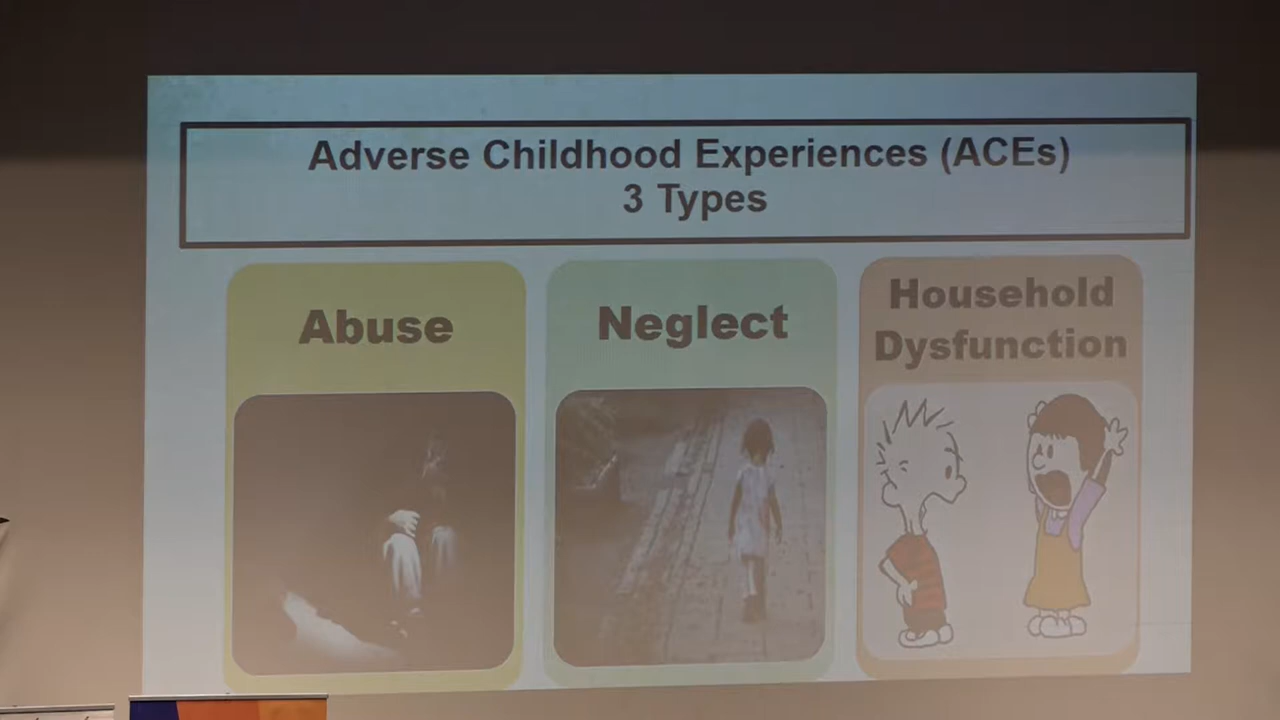 Adverse Childhood Experiences (ACEs)
3 Types
Abuse
Neglect
Household
Dysfunction